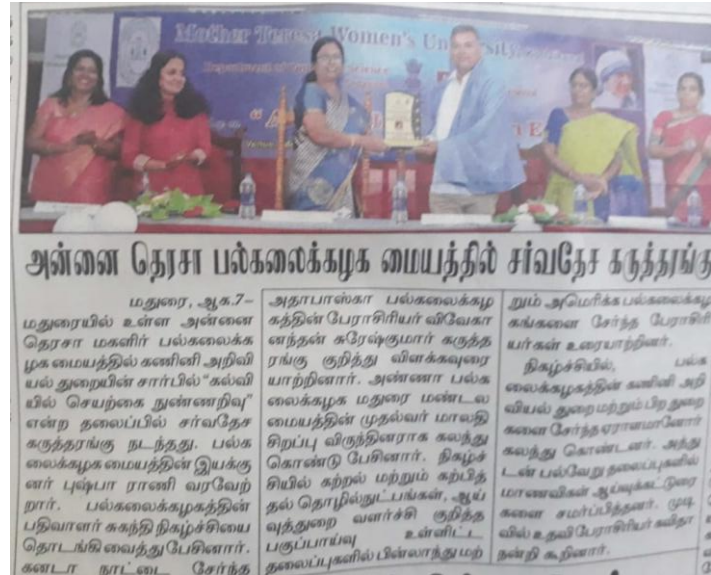 Mother Teresa Women's University
அன்னை தெரசா பல்கலைக்கழக மையத்தில் சர்வதேச கருத்தரங்கு
மதுரை, ஆக.7–
மதுரையில் உள்ள அன்னை
தெரசா மகளிர் பல்கலைக்க
ழக மையத்தில் கணினி அறிவி
யல் துறையின் சார்பில் “கல்வி
யில் செயற்கை நுண்ணறிவு”
என்ற தலைப்பில் சர்வதேச
கருத்தரங்கு நடந்தது. பல்க
லைக்கழக மையத்தின் இயக்கு
னர் புஷ்பா ராணி வரவேற்
றார். பல்கலைக்கழகத்தின்
பதிவாளர் சுகந்தி நிகழ்ச்சியை
தொடங்கி வைத்து பேசினார்.
கனடா நாட்டை சேர்ந்த
அதாபாஸ்கா பல்கலைக்கழ
கத்தின் பேராசிரியர் விவேகா
னந்தன் சுரேஷ்குமார் கருத்த
ரங்கு குறித்து விளக்கவுரை
யாற்றினார். அண்ணா பல்க
லைக்கழக மதுரை மண்டல
மையத்தின் முதல்வர் மாலதி
சிறப்பு விருந்தினராக கலந்து
கொண்டு பேசினார். நிகழ்ச்
சியில் கற்றல் மற்றும் கற்பித்
தல் தொழில்நுட்பங்கள், ஆய்
வுத்துறை வளர்ச்சி குறித்த
பகுப்பாய்வு உள்ளிட்ட
தலைப்புகளில் பின்லாந்து மற்
றும் அமெரிக்க பல்கலைக்கழ
கங்களை சேர்ந்த பேராசிரி
யர்கள் உரையாற்றினர்.
நிகழ்ச்சியில், பல்க
லைக்கழகத்தின் கணினி அறி
வியல் துறை மற்றும் பிற துறை
களை சேர்ந்த ஏராளமானோர்
கலந்து கொண்டனர். அத்து
டன் பல்வேறு தலைப்புகளில்
மாணவிகள் ஆய்வுக்கட்டுரை
களை சமர்ப்பித்தனர். முடி
வில் உதவி பேராசிரியர் கவிதா
நன்றி கூறினார்.